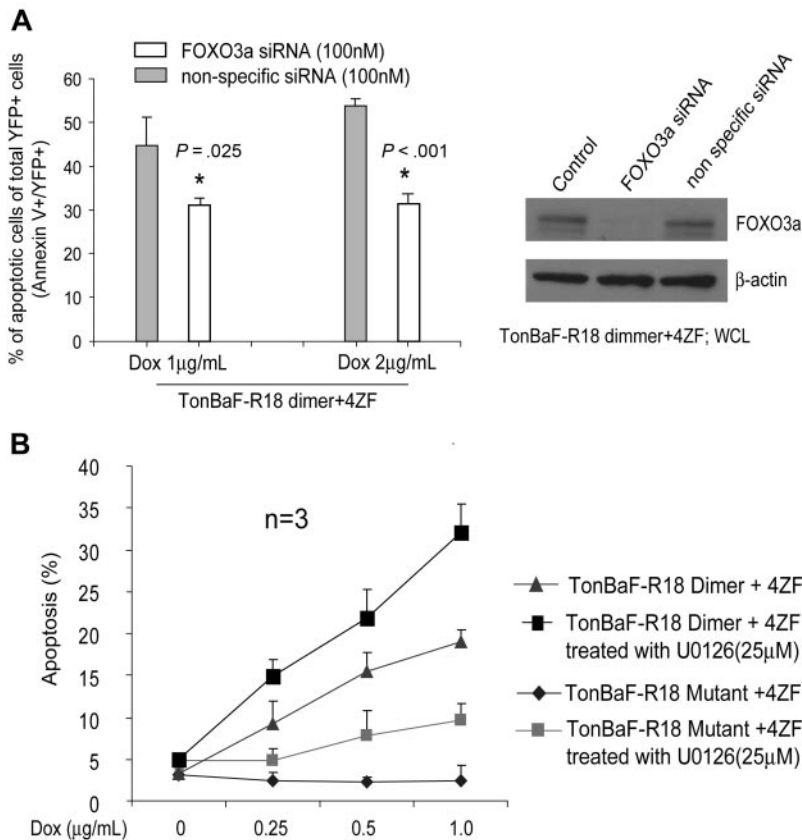 A
FOXO3a siRNA (100nM)
non-specific siRNA (100nM)
% of apoptotic cells of total YFP+ cells
(Annexin V+/YFP+)
60
50
40
30
20
10
0
P = .025
*
P < .001
*
Dox 1μg/mL
Dox 2μg/mL
TonBaF-R18 dimer+4ZF
Control
FOXO3a siRNA
non specific siRNA
FOXO3a
β-actin
TonBaF-R18 dimmer+4ZF; WCL
B
Apoptosis (%)
40
35
30
25
20
15
10
5
0
n=3
Dox (μg/mL)
0
0.25
0.5
1.0
TonBaF-R18 Dimer + 4ZF
TonBaF-R18 Dimer + 4ZF
treated with U0126(25μM)
TonBaF-R18 Mutant +4ZF
TonBaF-R18 Mutant +4ZF
treated with U0126(25μM)